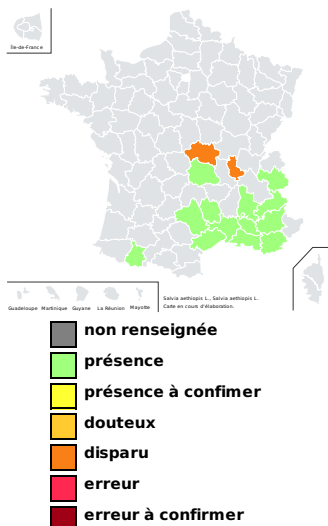 Île-de-France
Guadeloupe Martinique Guyane La Réunion Mayotte
Salvia aethiopis L., Salvia aethiopis L.
Carte en cours d'élaboration.
non renseignée
présence
présence à confimer
douteux
disparu
erreur
erreur à confirmer